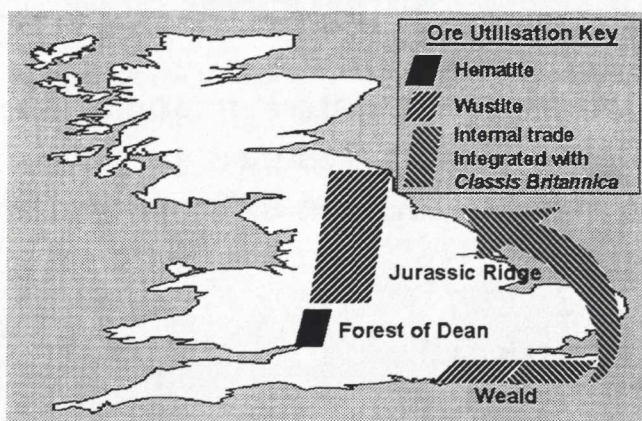 Ore Utilisation Key
Hematite
Wustite
Internal trade
Integrated with
Classis Britannica
Jurassic Ridge
Forest of Dean
Weald